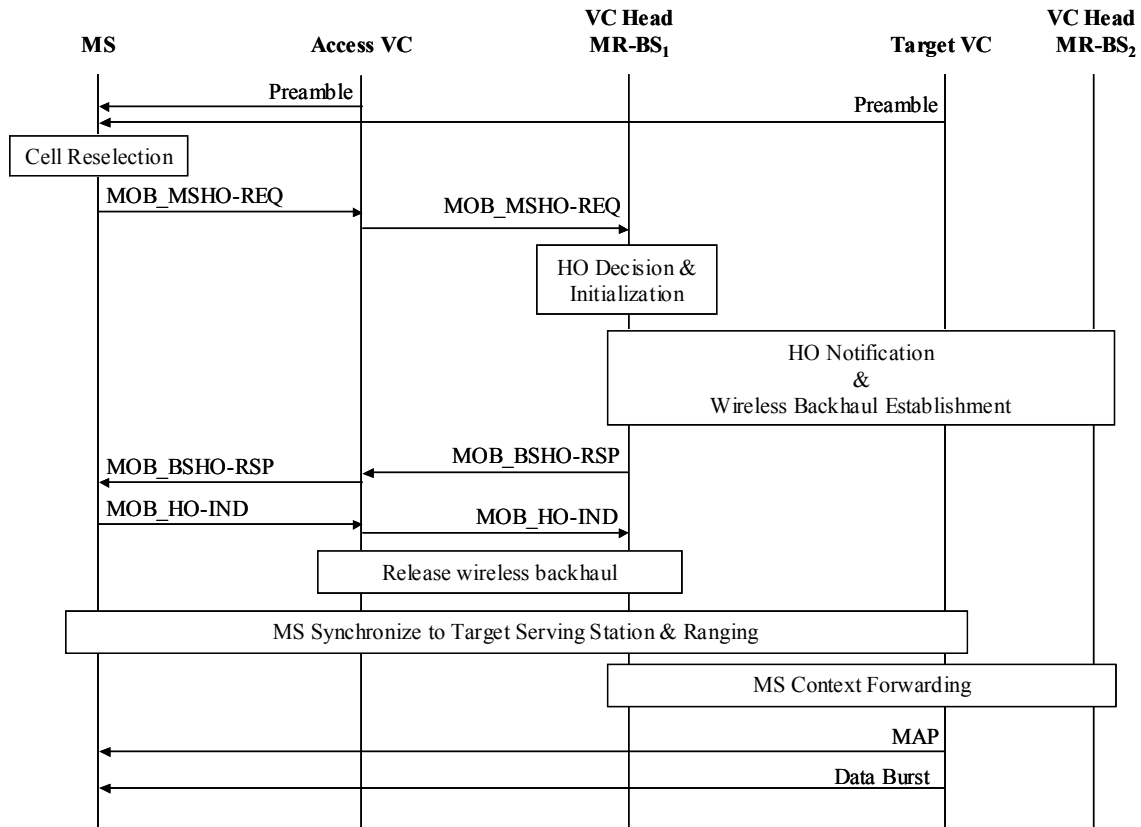 MS
Access VC
VC Head
MR-BS₁
Target VC
VC Head
MR-BS₂
Preamble
Preamble
Cell Reselection
MOB_MSHO-REQ
MOB_MSHO-REQ
HO Decision &
Initialization
HO Notification
&
Wireless Backhaul Establishment
MOB_BSHO-RSP
MOB_BSHO-RSP
MOB_HO-IND
MOB_HO-IND
Release wireless backhaul
MS Synchronize to Target Serving Station & Ranging
MS Context Forwarding
MAP
Data Burst